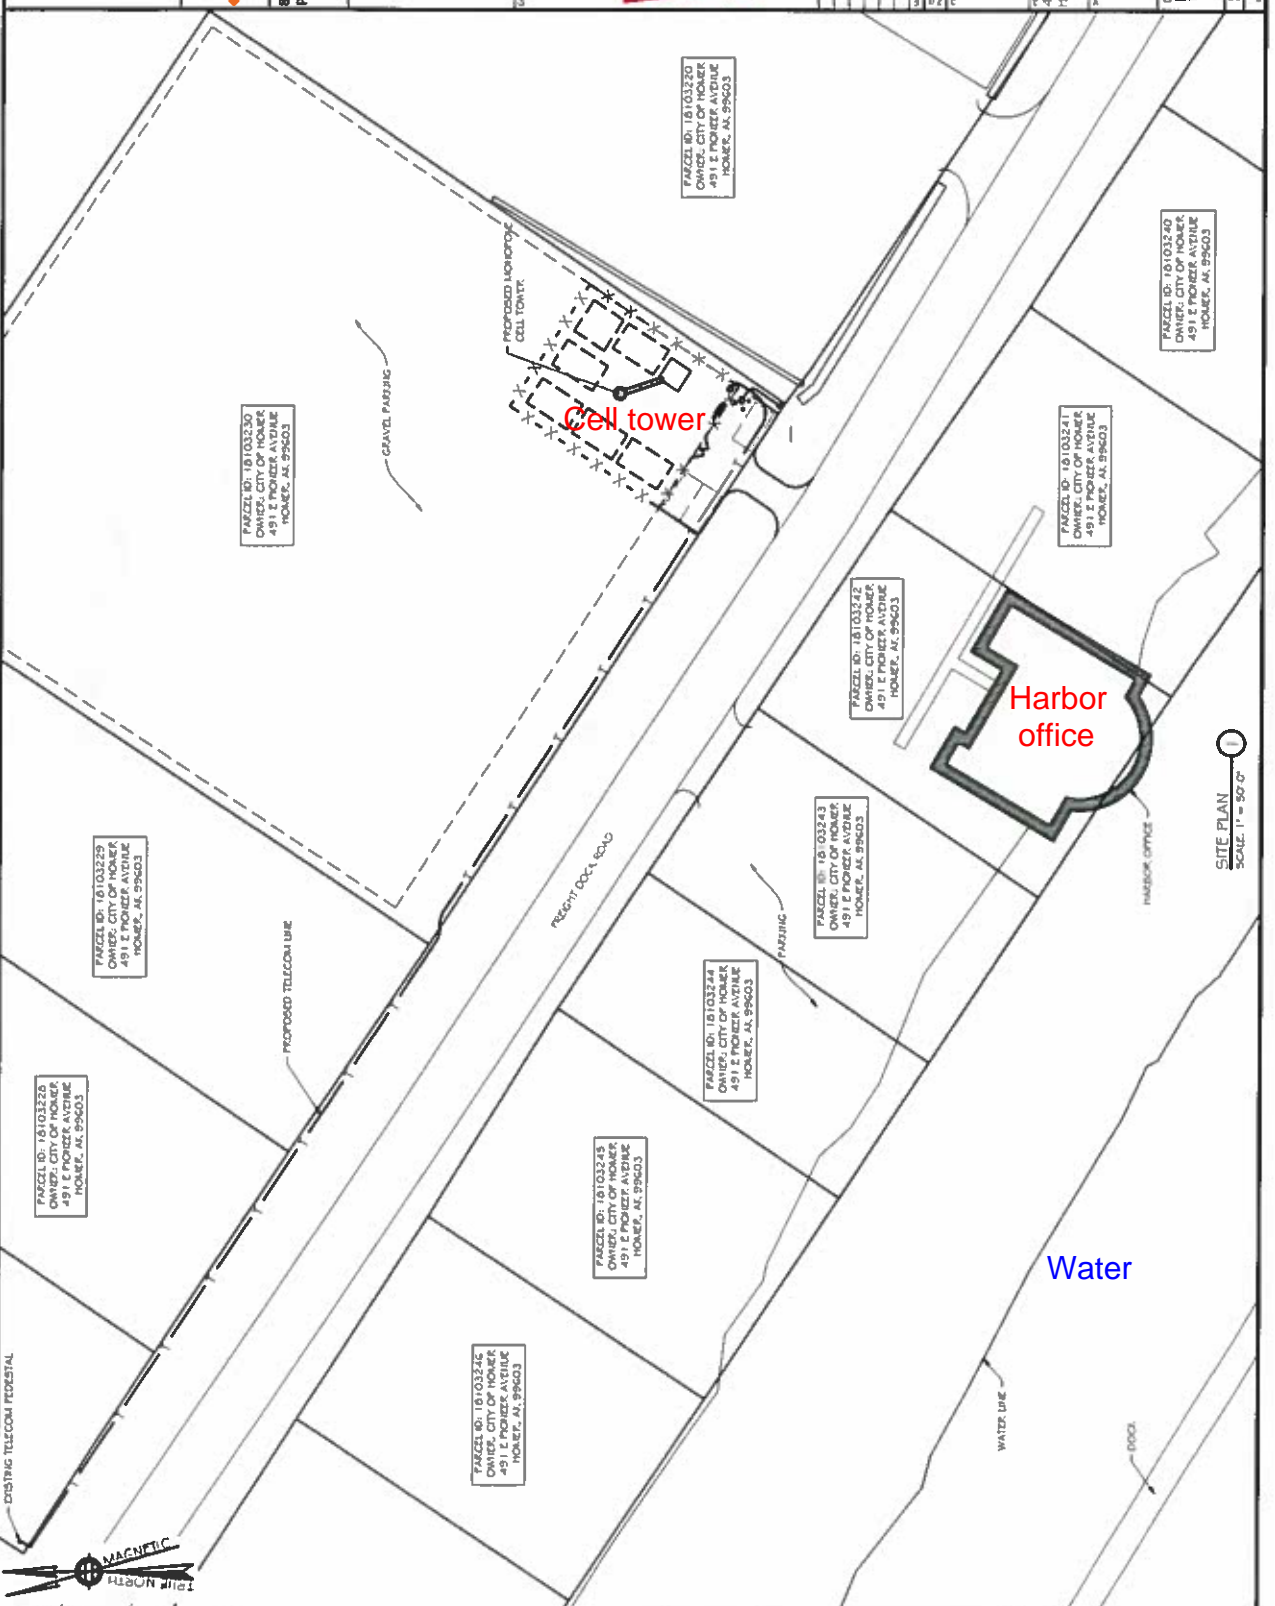 PARCEL ID: 18103220
OWNER: CITY OF HOMER
491 E PIONEER AVENUE
HOMER, AK 99603
PROPOSED MONOPOLE
CELL TOWER
PARCEL ID: 18103240
OWNER: CITY OF HOMER
491 E PIONEER AVENUE
HOMER, AK 99603
GRAVEL PARKING
Cell tower
PARCEL ID: 18103230
OWNER: CITY OF HOMER
491 E PIONEER AVENUE
HOMER, AK 99603
PARCEL ID: 18103241
OWNER: CITY OF HOMER
491 E PIONEER AVENUE
HOMER, AK 99603
PARCEL ID: 18103242
OWNER: CITY OF HOMER
491 E PIONEER AVENUE
HOMER, AK 99603
Harbor
office
SITE PLAN
SCALE: 1" = 50'0"
1
HARBOR OFFICE
PARCEL ID: 18103243
OWNER: CITY OF HOMER
491 E PIONEER AVENUE
HOMER, AK 99603
FREIGHT DOCK ROAD
PARCEL ID: 18103229
OWNER: CITY OF HOMER
491 E PIONEER AVENUE
HOMER, AK 99603
PARKING
PROPOSED TELECOM LINE
PARCEL ID: 18103244
OWNER: CITY OF HOMER
491 E PIONEER AVENUE
HOMER, AK 99603
PARCEL ID: 18103228
OWNER: CITY OF HOMER
491 E PIONEER AVENUE
HOMER, AK 99603
PARCEL ID: 18103245
OWNER: CITY OF HOMER
491 E PIONEER AVENUE
HOMER, AK 99603
Water
PARCEL ID: 18103246
OWNER: CITY OF HOMER
491 E PIONEER AVENUE
HOMER, AK 99603
EXISTING TELECOM PEDESTAL
WATER LINE
DOCK
MAGNETIC
TRUE NORTH